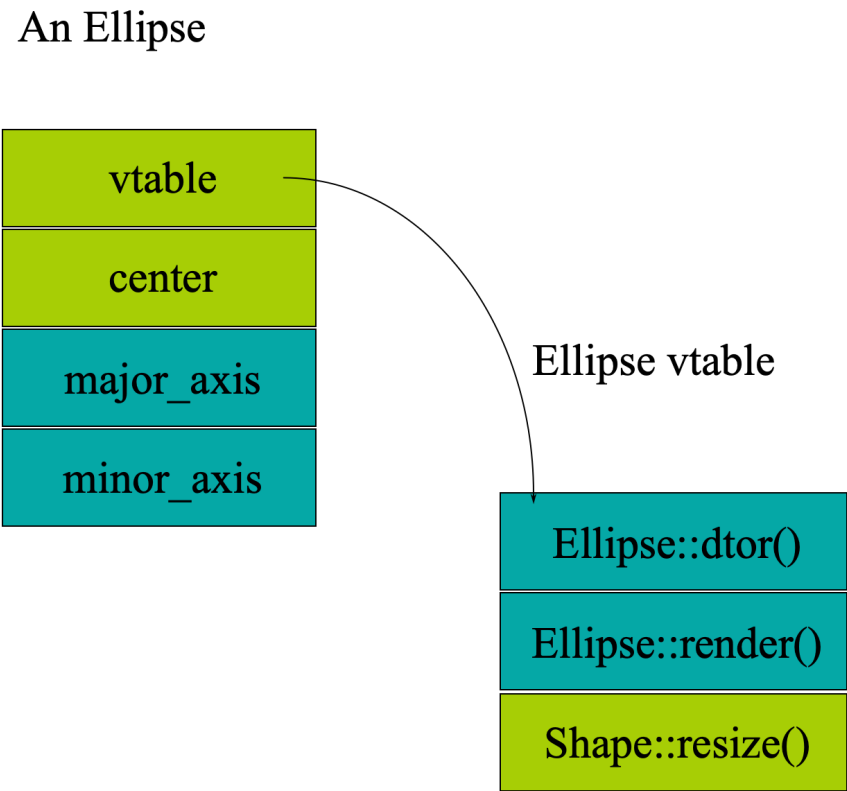 An Ellipse
vtable
center
major_axis
minor_axis
Ellipse vtable
Ellipse::dtor()
Ellipse::render()
Shape::resize()